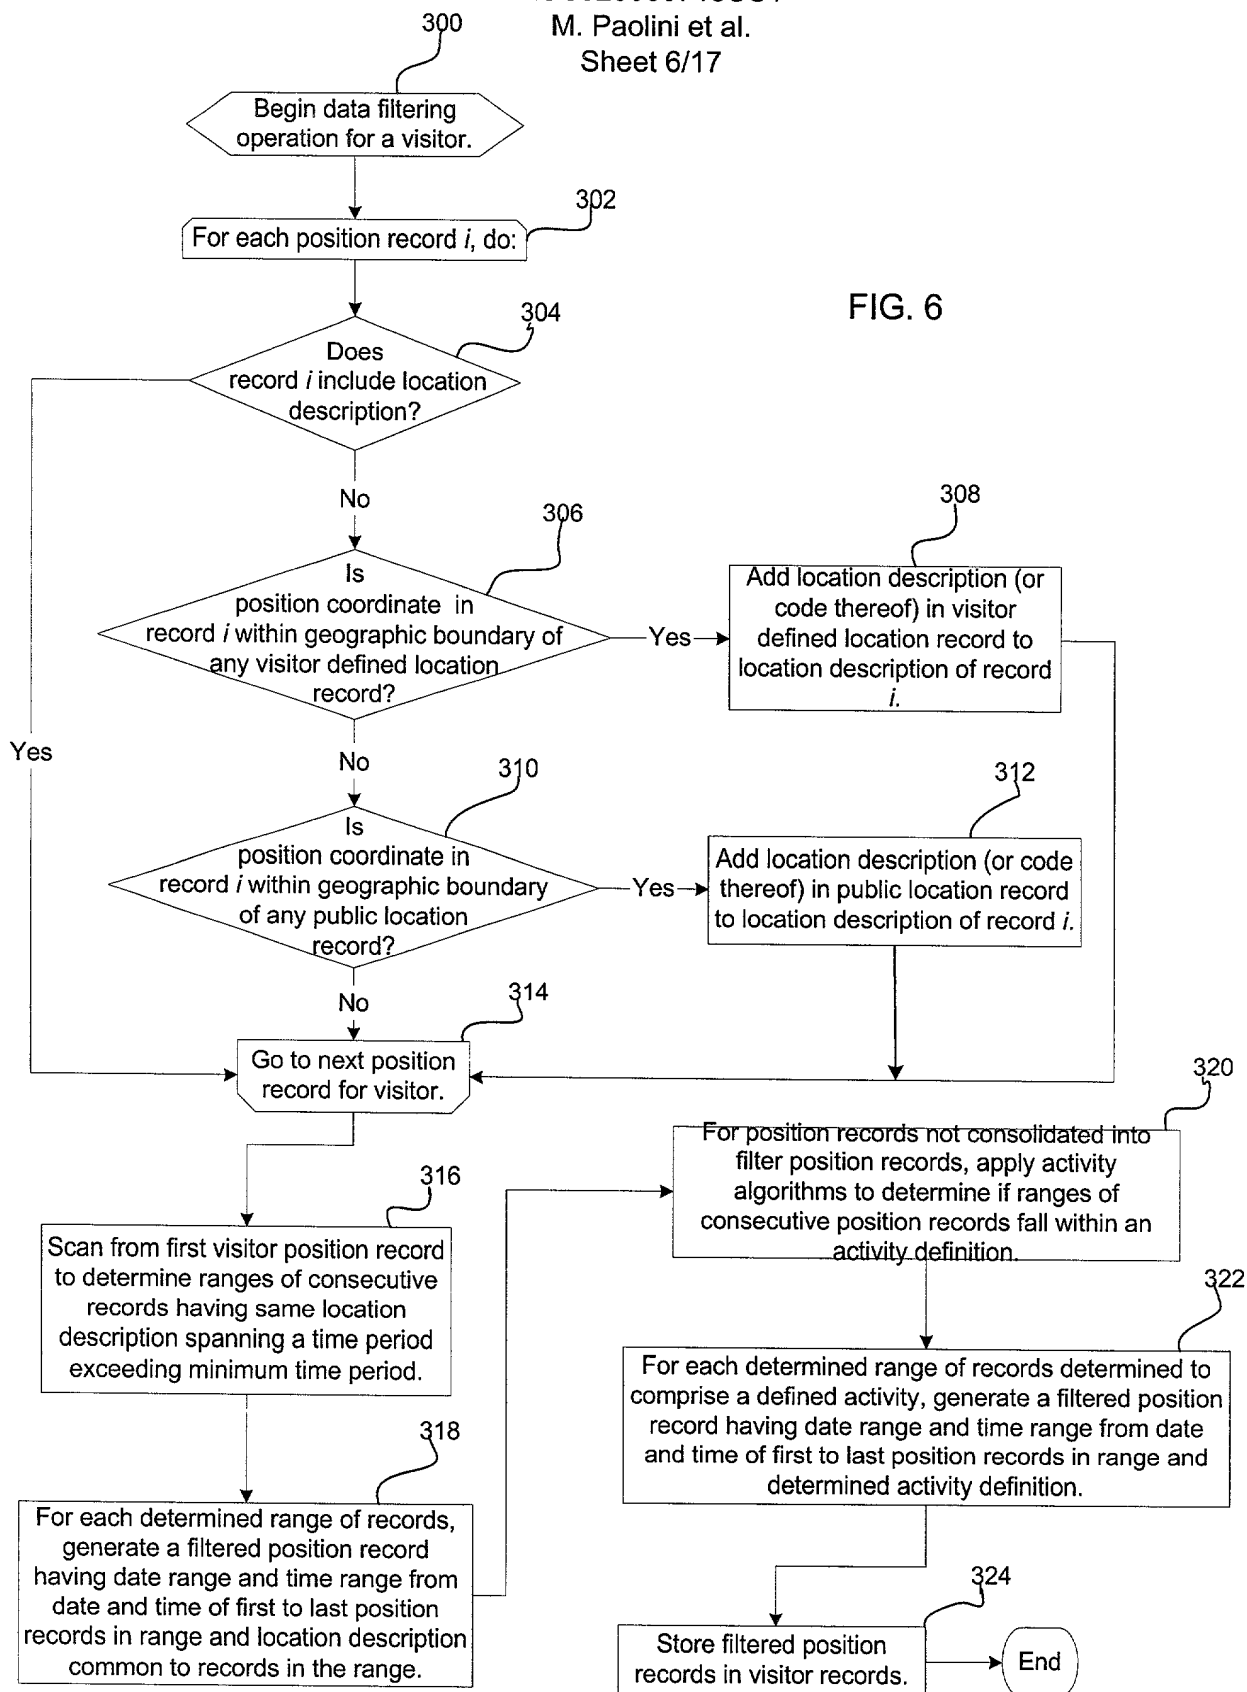 M. Paolini et al.
Sheet 6/17
300
Begin data filtering
operation for a visitor.
302
For each position record i, do:
FIG. 6
304
Does
record i include location
description?
No
306
Is
position coordinate in
record i within geographic boundary of
any visitor defined location
record?
Yes
308
Add location description (or
code thereof) in visitor
defined location record to
location description of record
i.
Yes
No
310
Is
position coordinate in
record i within geographic boundary
of any public location
record?
Yes
312
Add location description (or code
thereof) in public location record
to location description of record i.
No
314
Go to next position
record for visitor.
316
Scan from first visitor position record
to determine ranges of consecutive
records having same location
description spanning a time period
exceeding minimum time period.
318
For each determined range of records,
generate a filtered position record
having date range and time range from
date and time of first to last position
records in range and location description
common to records in the range.
320
For position records not consolidated into
filter position records, apply activity
algorithms to determine if ranges of
consecutive position records fall within an
activity definition.
322
For each determined range of records determined to
comprise a defined activity, generate a filtered position
record having date range and time range from date
and time of first to last position records in range and
determined activity definition.
324
Store filtered position
records in visitor records.
End